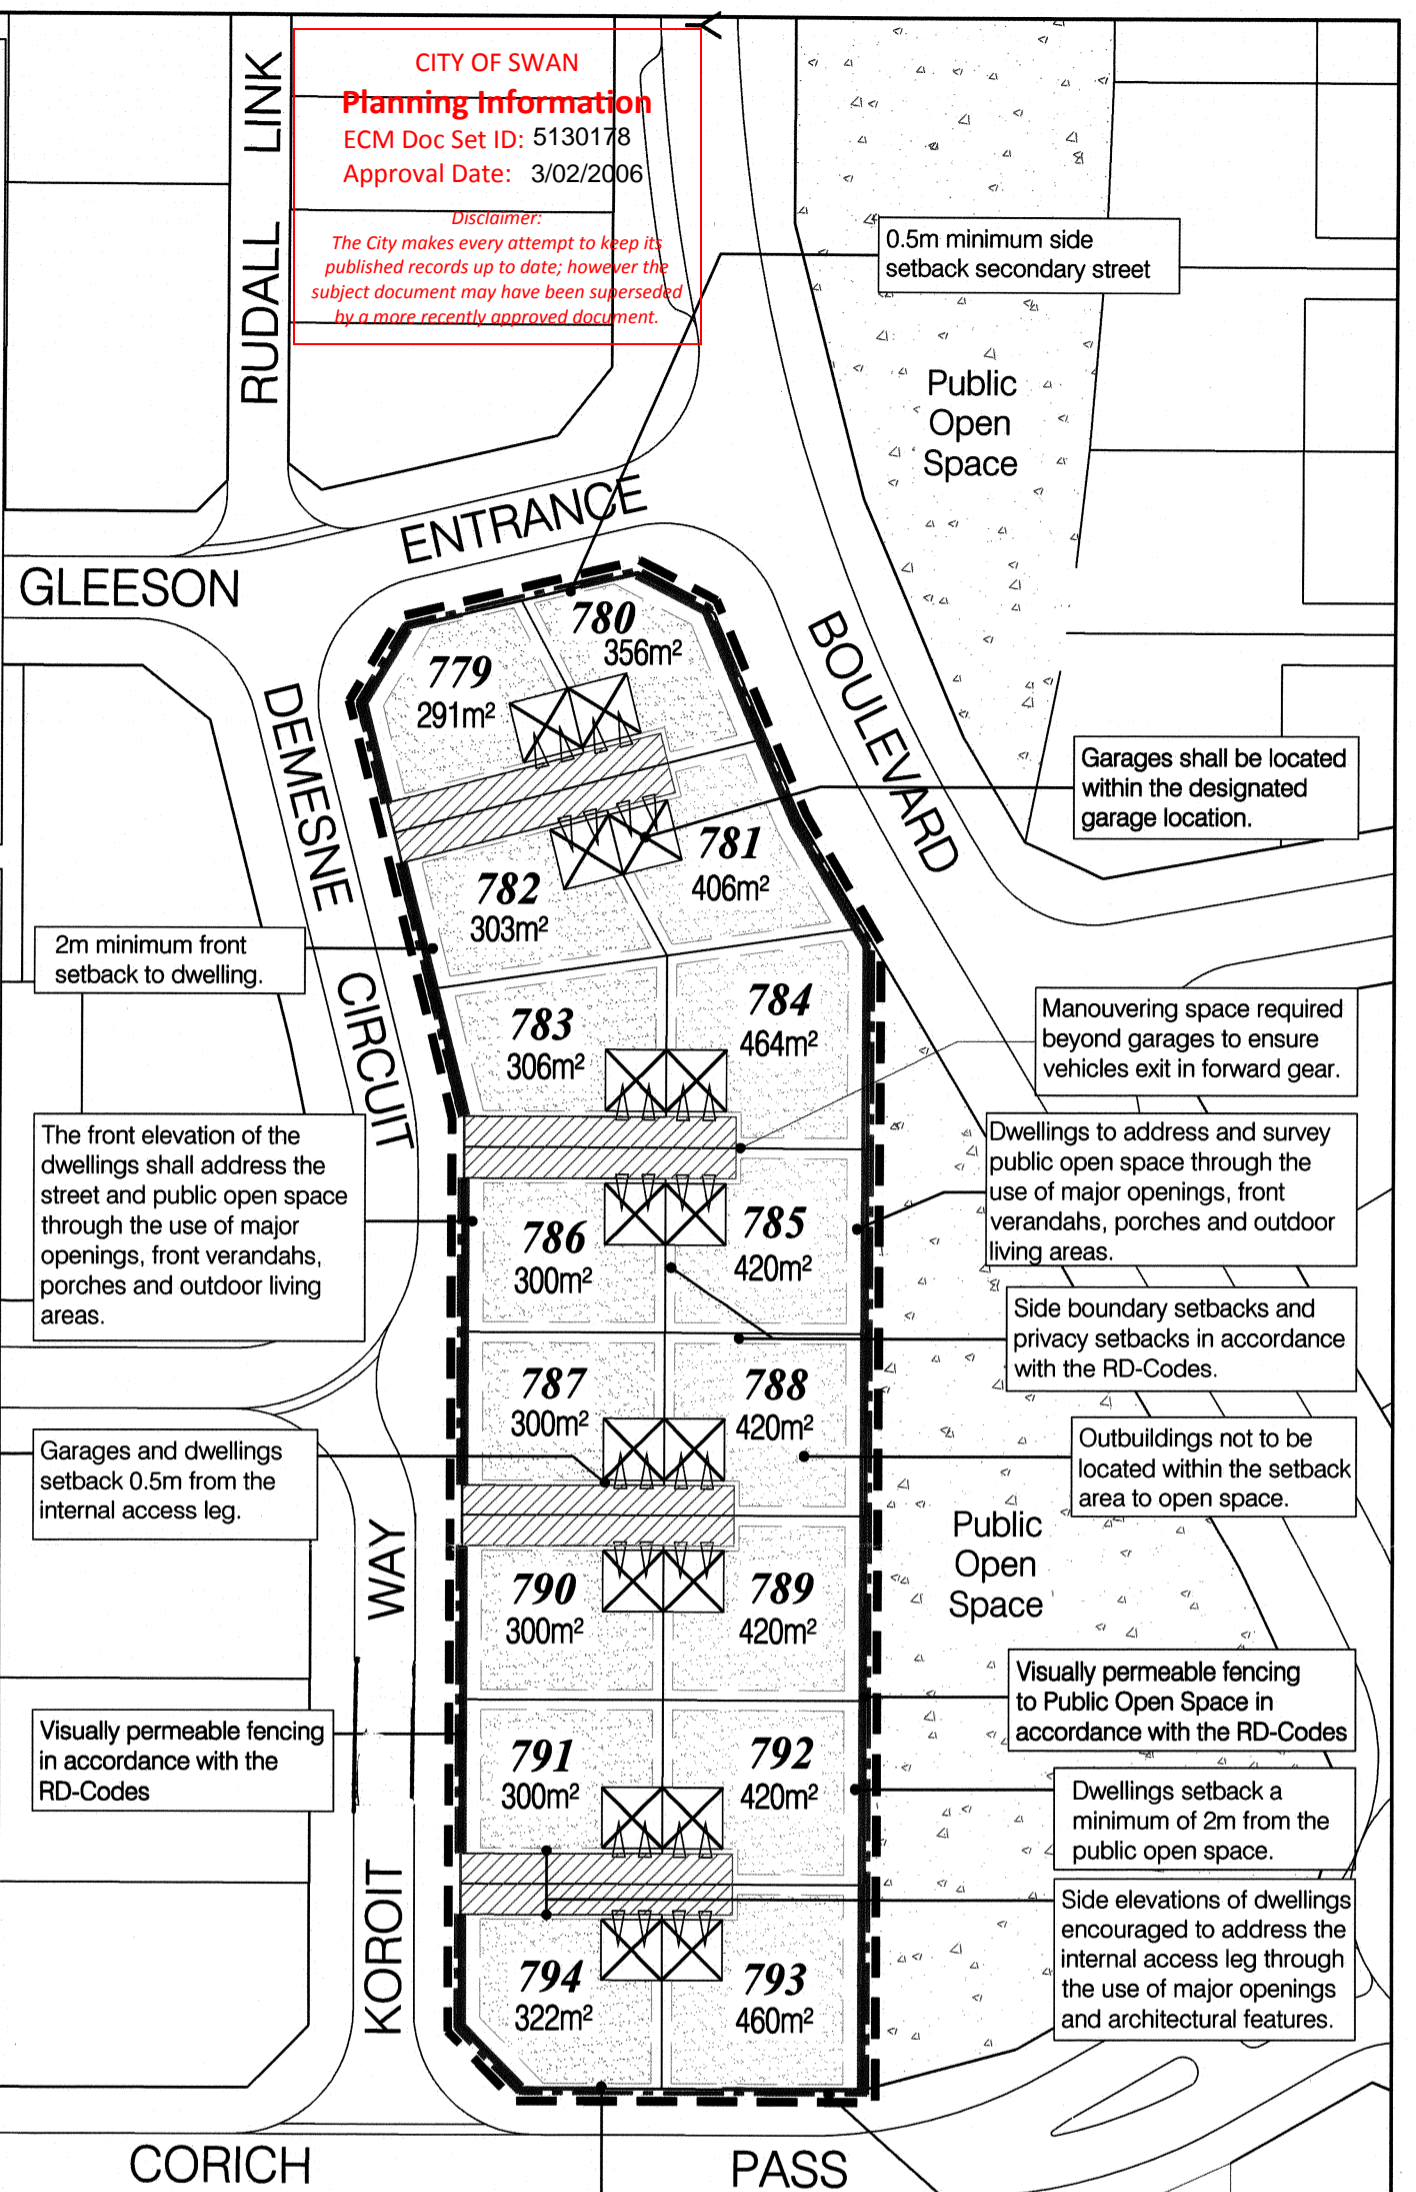 CITY OF SWAN
Planning Information
ECM Doc Set ID: 5130178
Approval Date: 3/02/2006
Disclaimer:
The City makes every attempt to keep its
published records up to date; however the
subject document may have been superseded
by a more recently approved document.
RUDALL LINK
0.5m minimum side
setback secondary street
Public
Open
Space
GLEESON
ENTRANCE
BOULEVARD
DEMESNE
CIRCUIT
780
356m²
779
291m²
Garages shall be located
within the designated
garage location.
781
406m²
782
303m²
2m minimum front
setback to dwelling.
783
306m²
784
464m²
Manouvering space required
beyond garages to ensure
vehicles exit in forward gear.
The front elevation of the
dwellings shall address the
street and public open space
through the use of major
openings, front verandahs,
porches and outdoor living
areas.
Dwellings to address and survey
public open space through the
use of major openings, front
verandahs, porches and outdoor
living areas.
786
300m²
785
420m²
Side boundary setbacks and
privacy setbacks in accordance
with the RD-Codes.
787
300m²
788
420m²
Garages and dwellings
setback 0.5m from the
internal access leg.
Outbuildings not to be
located within the setback
area to open space.
Public
Open
Space
790
300m²
789
420m²
KOROIT WAY
Visually permeable fencing
to Public Open Space in
accordance with the RD-Codes
Visually permeable fencing
in accordance with the
RD-Codes
791
300m²
792
420m²
Dwellings setback a
minimum of 2m from the
public open space.
Side elevations of dwellings
encouraged to address the
internal access leg through
the use of major openings
and architectural features.
794
322m²
793
460m²
CORICH PASS